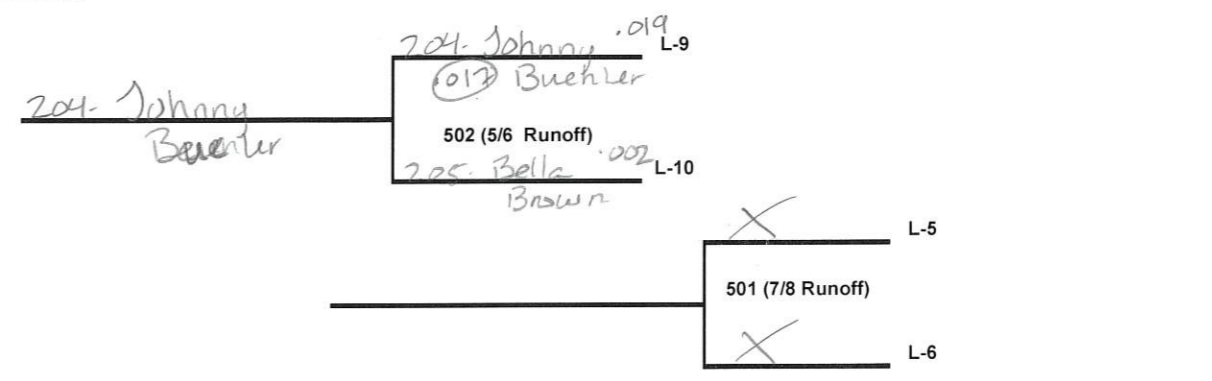 204. Johnny .019 L-9
.017 Buehler
204. Johnny
Buehler
502 (5/6 Runoff)
205. Bella .002 L-10
Brown
X L-5
501 (7/8 Runoff)
X L-6